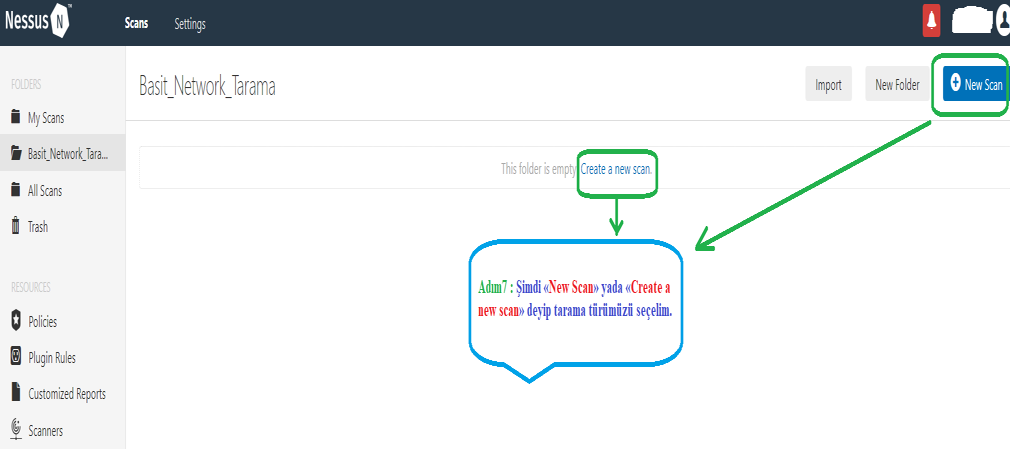 Nessus N
Scans
Settings
FOLDERS
My Scans
Basit_Network_Tara...
All Scans
Trash
RESOURCES
Policies
Plugin Rules
Customized Reports
Scanners
Basit_Network_Tarama
Import
New Folder
New Scan
This folder is empty. Create a new scan.
Adım7 : Şimdi «New Scan» yada «Create a
new scan» deyip tarama türümüzü seçelim.